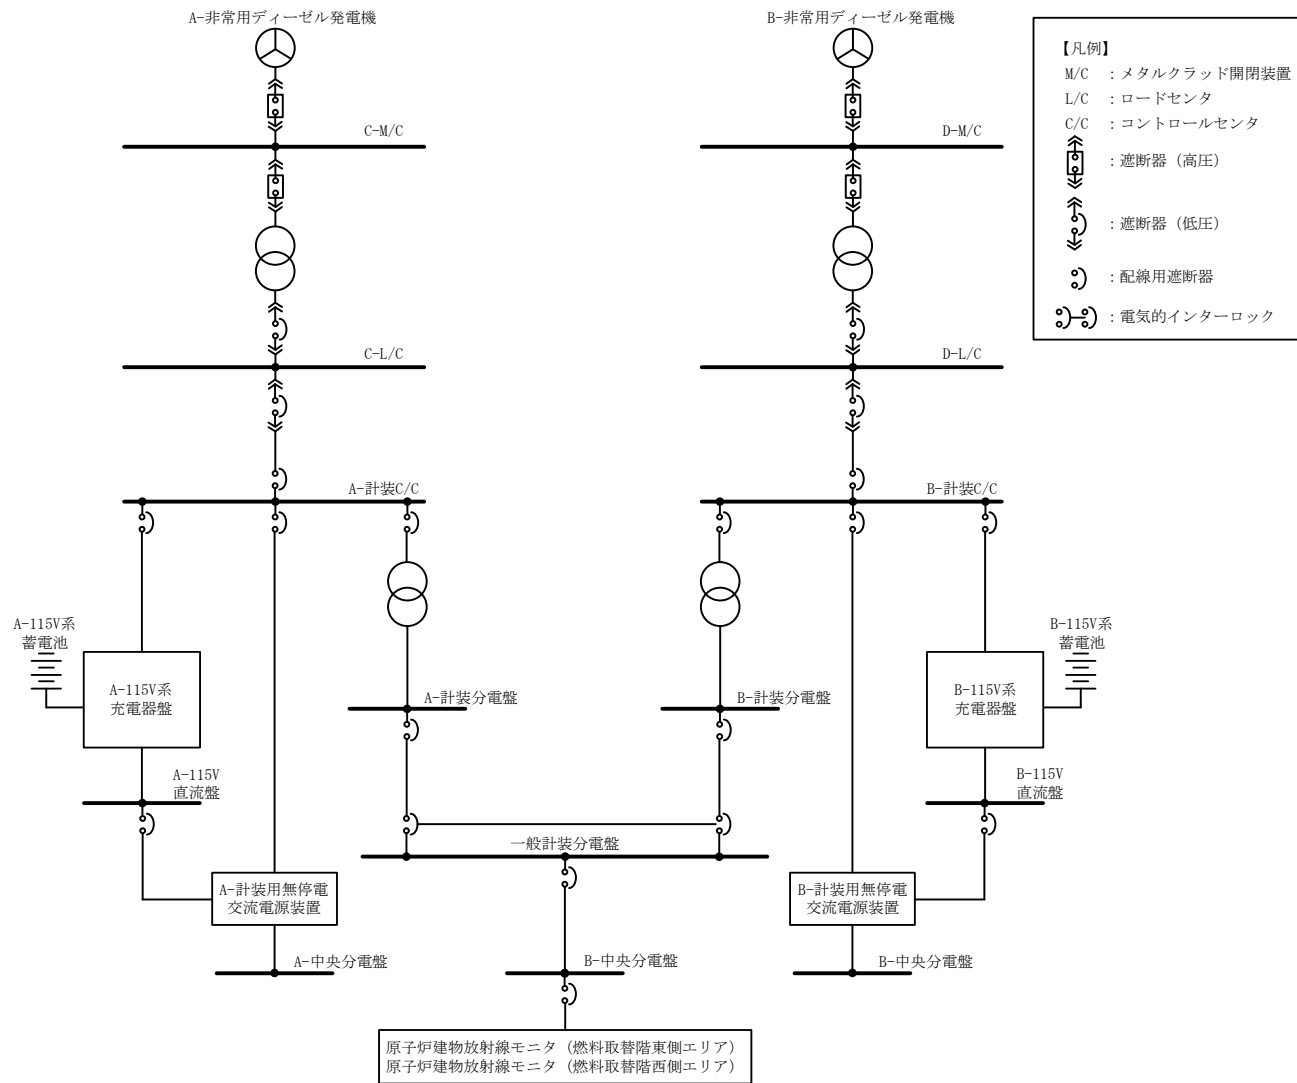 A-非常用ディーゼル発電機
B-非常用ディーゼル発電機
【凡例】
M/C :メタルクラッド開閉装置
L/C :ロードセンタ
C/C :コントロールセンタ
:遮断器（高圧）
:遮断器（低圧）
:配線用遮断器
:電気的インターロック
C-M/C
D-M/C
C-L/C
D-L/C
A-計装C/C
B-計装C/C
A-115V系
蓄電池
A-115V系
充電器盤
B-115V系
充電器盤
B-115V系
蓄電池
A-計装分電盤
B-計装分電盤
A-115V
直流盤
B-115V
直流盤
一般計装分電盤
A-計装用無停電
交流電源装置
B-計装用無停電
交流電源装置
A-中央分電盤
B-中央分電盤
B-中央分電盤
原子炉建物放射線モニタ（燃料取替階東側エリア）
原子炉建物放射線モニタ（燃料取替階西側エリア）